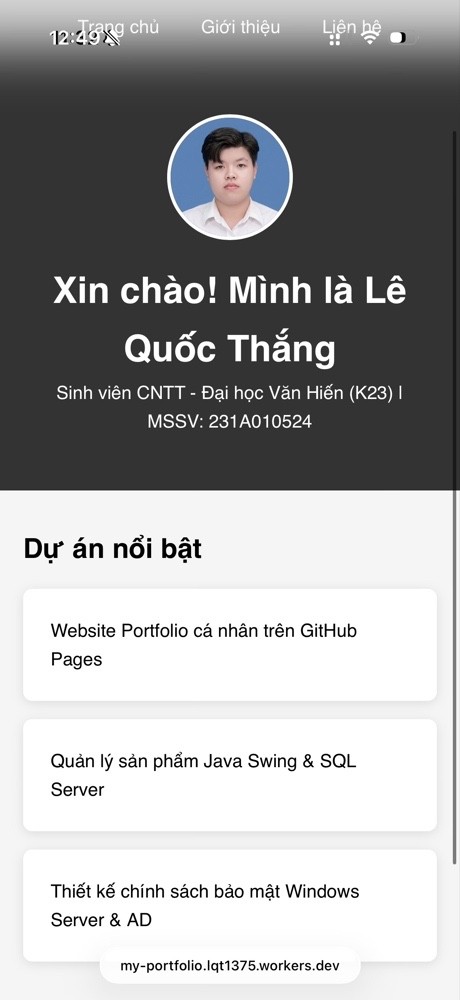 Trang chủ Giới thiệu Liên hệ
12:49
Xin chào! Mình là Lê
Quốc Thắng
Sinh viên CNTT - Đại học Văn Hiến (K23) |
MSSV: 231A010524
Dự án nổi bật
Website Portfolio cá nhân trên GitHub
Pages
Quản lý sản phẩm Java Swing & SQL
Server
Thiết kế chính sách bảo mật Windows
Server & AD
my-portfolio.lqt1375.workers.dev